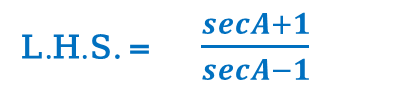 L.H.S. = secA+1
secA−1